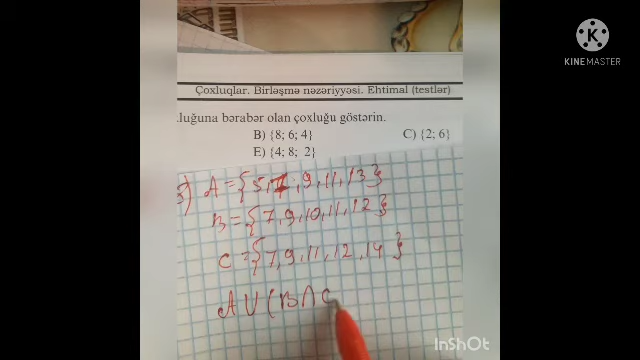 KINEMASTER
Çoxluqlar. Birləşmə nəzəriyyəsi. Ehtimal (testlər)
luğuna bərabər olan çoxluğu göstərin.
B) {8; 6; 4} C) {2; 6}
E) {4; 8; 2}
A={5,7,9,11,13}
B={7,9,10,11,12}
C={7,9,11,12,14}
A∪(B∩C
InShOt